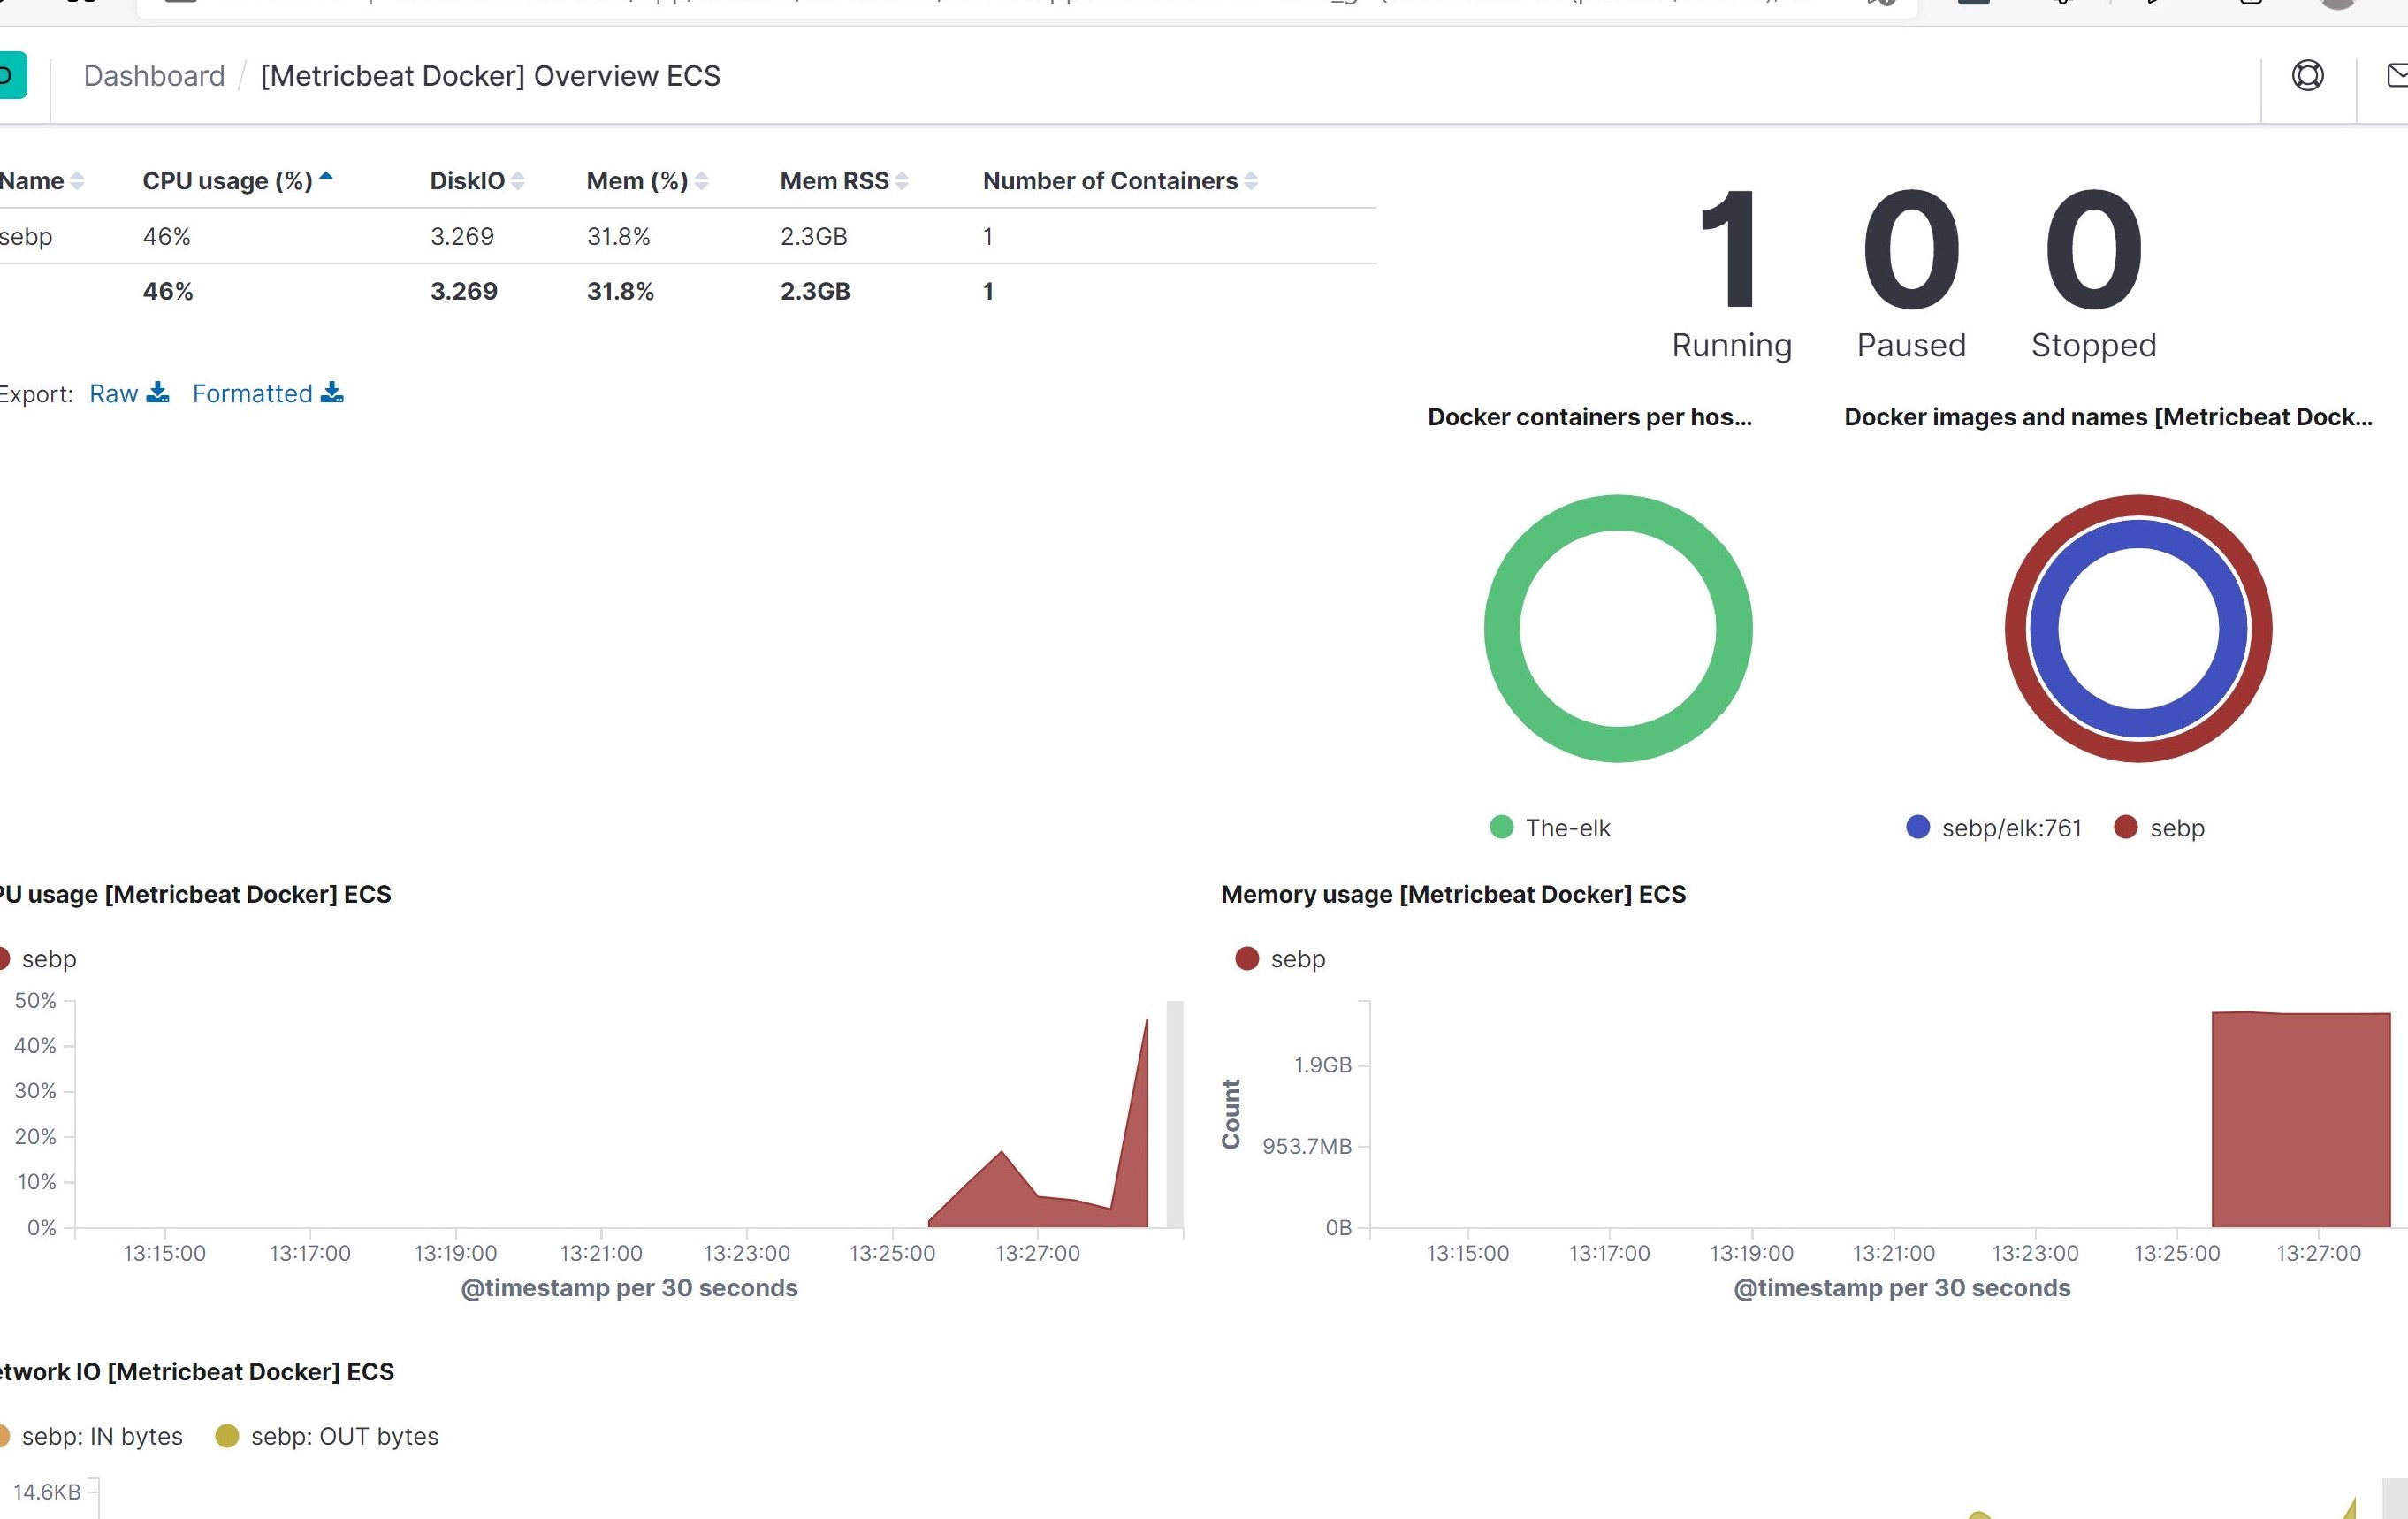 Dashboard / [Metricbeat Docker] Overview ECS
Name CPU usage (%) DiskIO Mem (%) Mem RSS Number of Containers
sebp 46% 3.269 31.8% 2.3GB 1
46% 3.269 31.8% 2.3GB 1
Export: Raw Formatted
1 0 0
Running Paused Stopped
Docker containers per hos...
The-elk
Docker images and names [Metricbeat Dock...
sebp/elk:761 sebp
PU usage [Metricbeat Docker] ECS
sebp
50%
40%
30%
20%
10%
0%
13:15:00 13:17:00 13:19:00 13:21:00 13:23:00 13:25:00 13:27:00
@timestamp per 30 seconds
Memory usage [Metricbeat Docker] ECS
sebp
Count
1.9GB
953.7MB
0B
13:15:00 13:17:00 13:19:00 13:21:00 13:23:00 13:25:00 13:27:00
@timestamp per 30 seconds
etwork IO [Metricbeat Docker] ECS
sebp: IN bytes sebp: OUT bytes
14.6KB